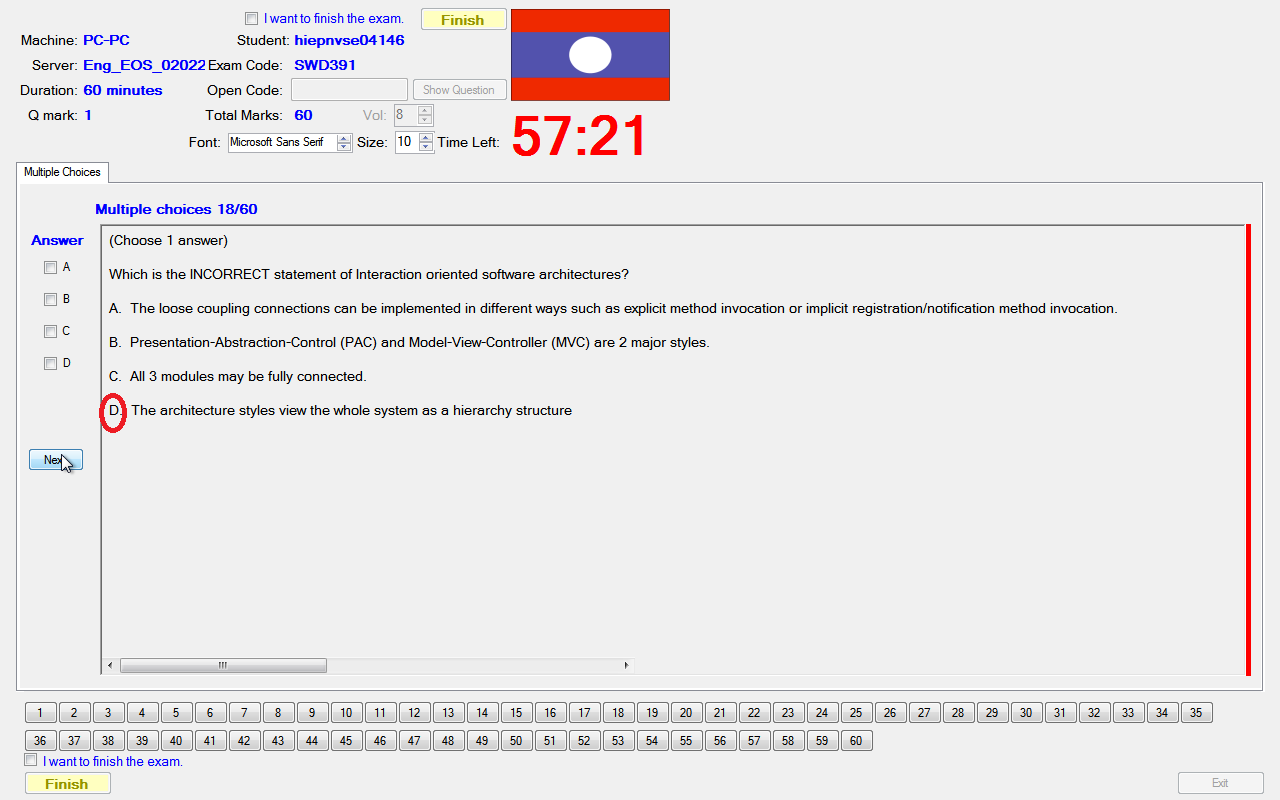 I want to finish the exam. Finish
Machine: PC-PC Student: hiepnvse04146
Server: Eng_EOS_02022 Exam Code: SWD391
Duration: 60 minutes Open Code: Show Question
Q mark: 1 Total Marks: 60 Vol: 8
Font: Microsoft Sans Serif Size: 10 Time Left: 57:21
Multiple Choices
Multiple choices 18/60
Answer
A
B
C
D
Next
(Choose 1 answer)
Which is the INCORRECT statement of Interaction oriented software architectures?
A. The loose coupling connections can be implemented in different ways such as explicit method invocation or implicit registration/notification method invocation.
B. Presentation-Abstraction-Control (PAC) and Model-View-Controller (MVC) are 2 major styles.
C. All 3 modules may be fully connected.
D. The architecture styles view the whole system as a hierarchy structure
1 2 3 4 5 6 7 8 9 10 11 12 13 14 15 16 17 18 19 20 21 22 23 24 25 26 27 28 29 30 31 32 33 34 35
36 37 38 39 40 41 42 43 44 45 46 47 48 49 50 51 52 53 54 55 56 57 58 59 60
I want to finish the exam.
Finish Exit